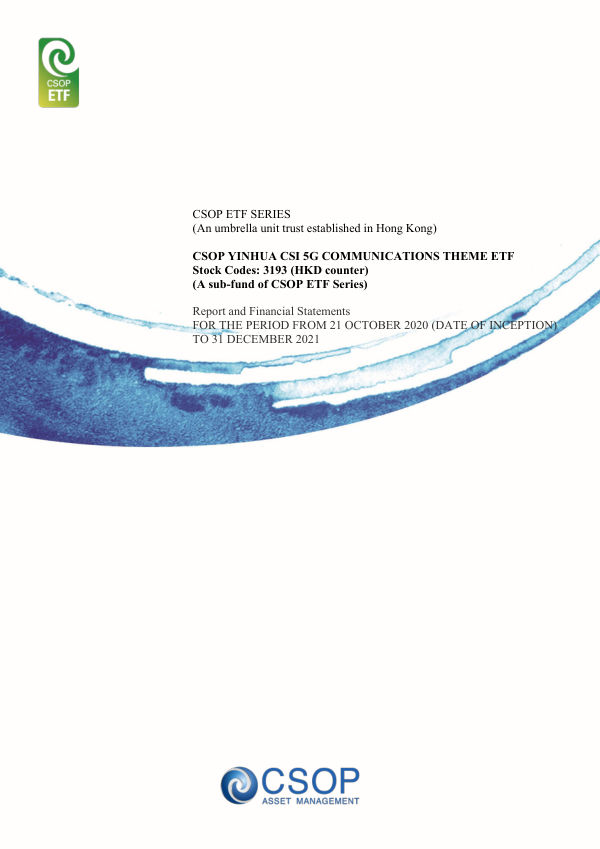 CSOP
ETF
CSOP ETF SERIES
(An umbrella unit trust established in Hong Kong)
CSOP YINHUA CSI 5G COMMUNICATIONS THEME ETF
Stock Codes: 3193 (HKD counter)
(A sub-fund of CSOP ETF Series)
Report and Financial Statements
FOR THE PERIOD FROM 21 OCTOBER 2020 (DATE OF INCEPTION)
TO 31 DECEMBER 2021
CSOP
ASSET MANAGEMENT